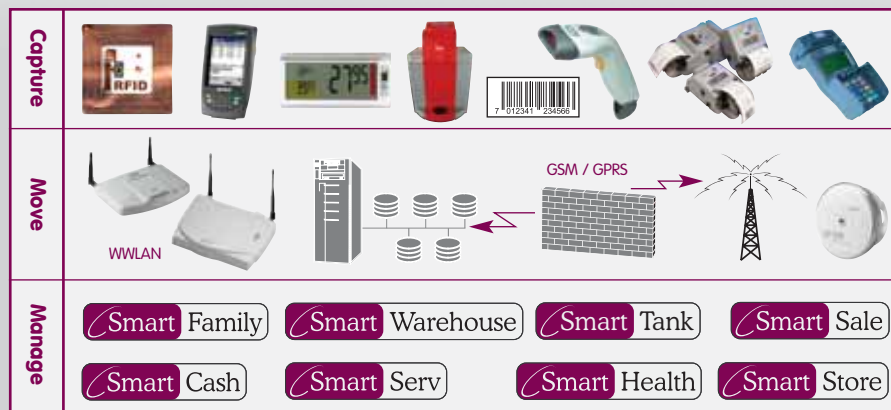 Capture
RFID
27.95
7 012341 234566
Move
WWLAN
GSM / GPRS
Manage
Smart Family
Smart Warehouse
Smart Tank
Smart Sale
Smart Cash
Smart Serv
Smart Health
Smart Store